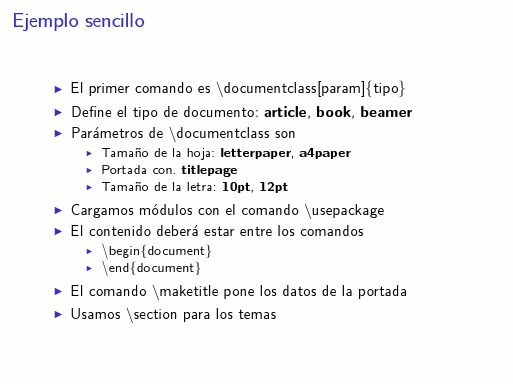 Ejemplo sencillo
El primer comando es \documentclass[param]{tipo}
Define el tipo de documento: article, book, beamer
Parámetros de \documentclass son
Tamaño de la hoja: letterpaper, a4paper
Portada con. titlepage
Tamaño de la letra: 10pt, 12pt
Cargamos módulos con el comando \usepackage
El contenido deberá estar entre los comandos
\begin{document}
\end{document}
El comando \maketitle pone los datos de la portada
Usamos \section para los temas